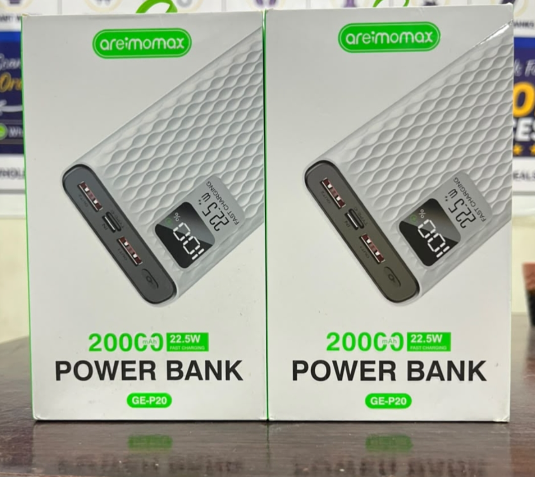 areimomax
FAST CHARGING
22.5W
100%
20000 mAh 22.5W
FAST CHARGING
POWER BANK
GE-P20
areimomax
FAST CHARGING
22.5W
100%
20000 mAh 22.5W
FAST CHARGING
POWER BANK
GE-P20